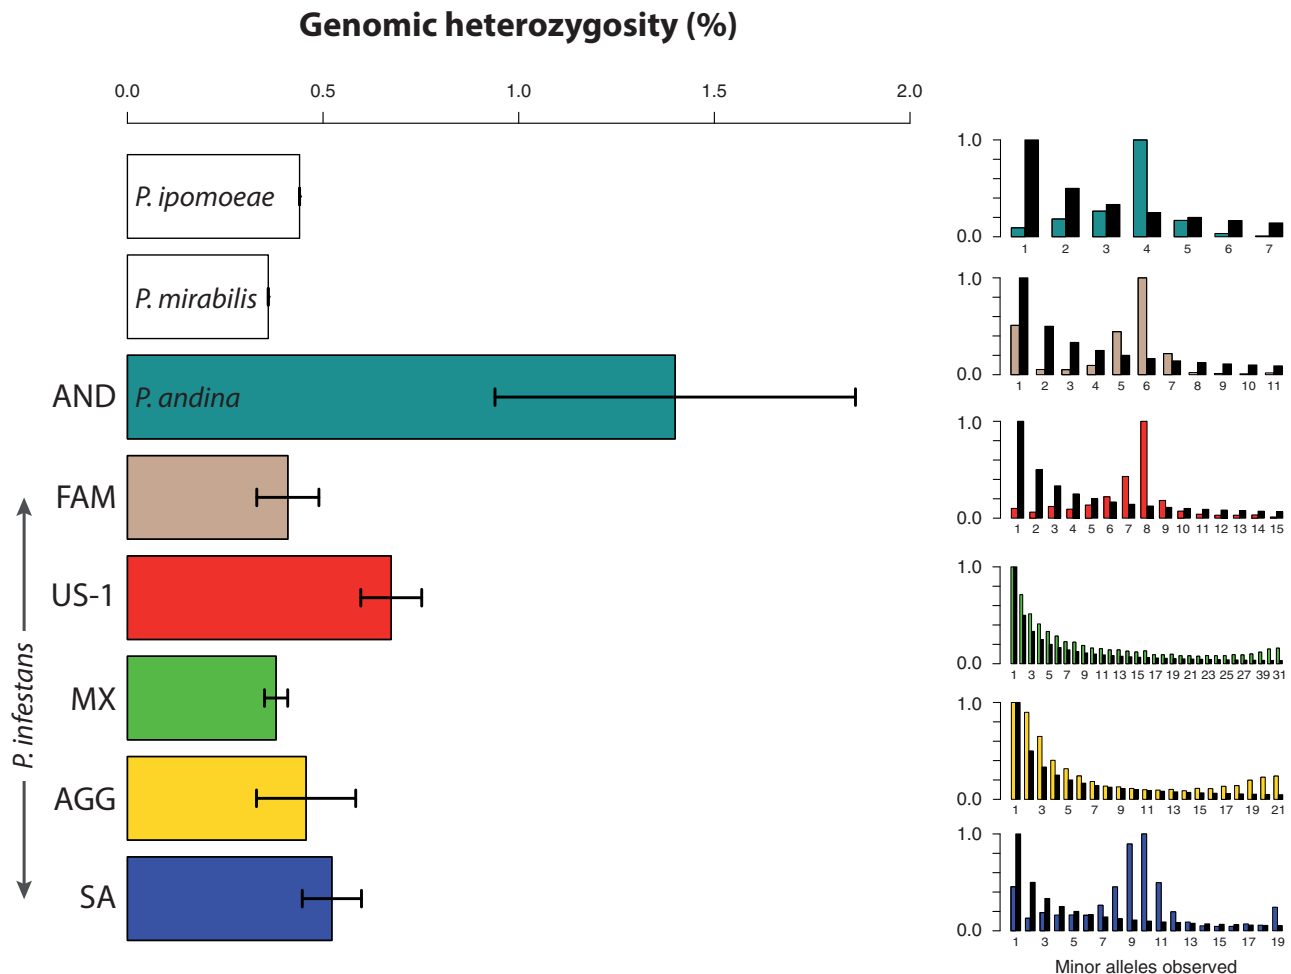 Genomic heterozygosity (%)
0.0 0.5 1.0 1.5 2.0
P. ipomoeae
P. mirabilis
AND P. andina
FAM
US-1
MX
AGG
SA
P. infestans
1.0
0.0
1 2 3 4 5 6 7
1.0
0.0
1 2 3 4 5 6 7 8 9 10 11
1.0
0.0
1 2 3 4 5 6 7 8 9 10 11 12 13 14 15
1.0
0.0
1 3 5 7 9 11 13 15 17 19 21 23 25 27 39 31
1.0
0.0
1 3 5 7 9 11 13 15 17 19 21
1.0
0.0
1 3 5 7 9 11 13 15 17 19
Minor alleles observed